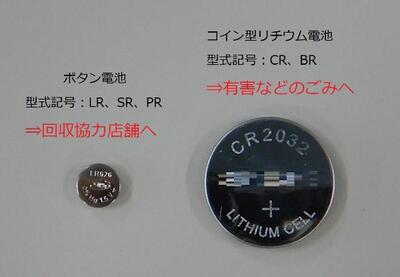 ボタン電池
型式記号：LR、SR、PR
⇒回収協力店舗へ
LR626
コイン型リチウム電池
型式記号：CR、BR
⇒有害などのごみへ
CR2032
+
LITHIUM CELL